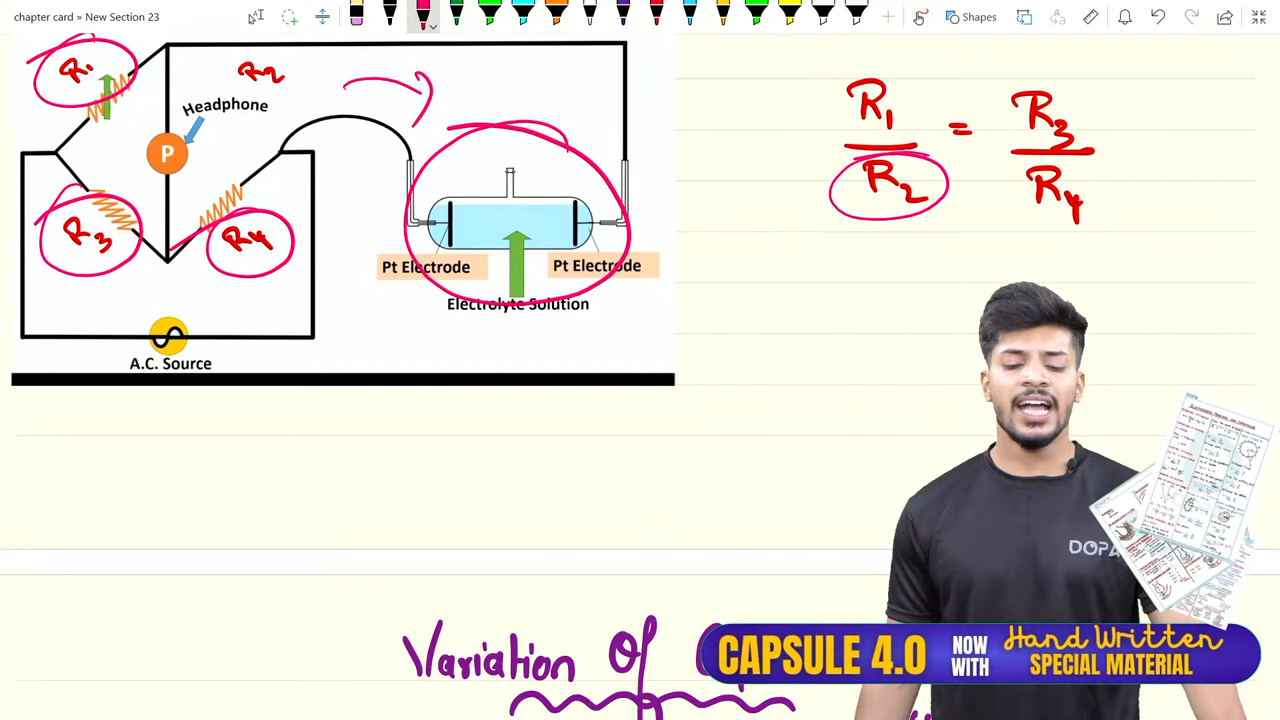 chapter card » New Section 23
Shapes
R1
R2
Headphone
P
R3
R4
Pt Electrode
Pt Electrode
Electrolyte Solution
A.C. Source
R1
R2
=
R3
R4
DOPA
Variation Of
CAPSULE 4.0
NOW
WITH
Hand Written
SPECIAL MATERIAL